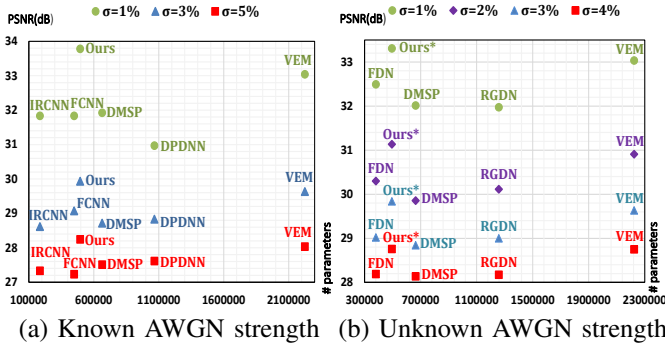 PSNR(dB) σ=1% σ=3% σ=5%
34
33
32
31
30
29
28
27
Ours
VEM
IRCNN FCNN DMSP
DPDNN
Ours
VEM
FCNN
IRCNN DMSP DPDNN
Ours
VEM
IRCNN
FCNN DMSP DPDNN
100000 600000 1100000 1600000 2100000
# parameters
(a) Known AWGN strength
PSNR(dB) σ=1% σ=2% σ=3% σ=4%
34
33
32
31
30
29
28
Ours*
VEM
FDN
DMSP RGDN
Ours*
VEM
FDN
RGDN
DMSP
Ours*
VEM
FDN RGDN
DMSP
Ours*
VEM
FDN RGDN
DMSP
300000 700000 1100000 1500000 1900000 2300000
# parameters
(b) Unknown AWGN strength